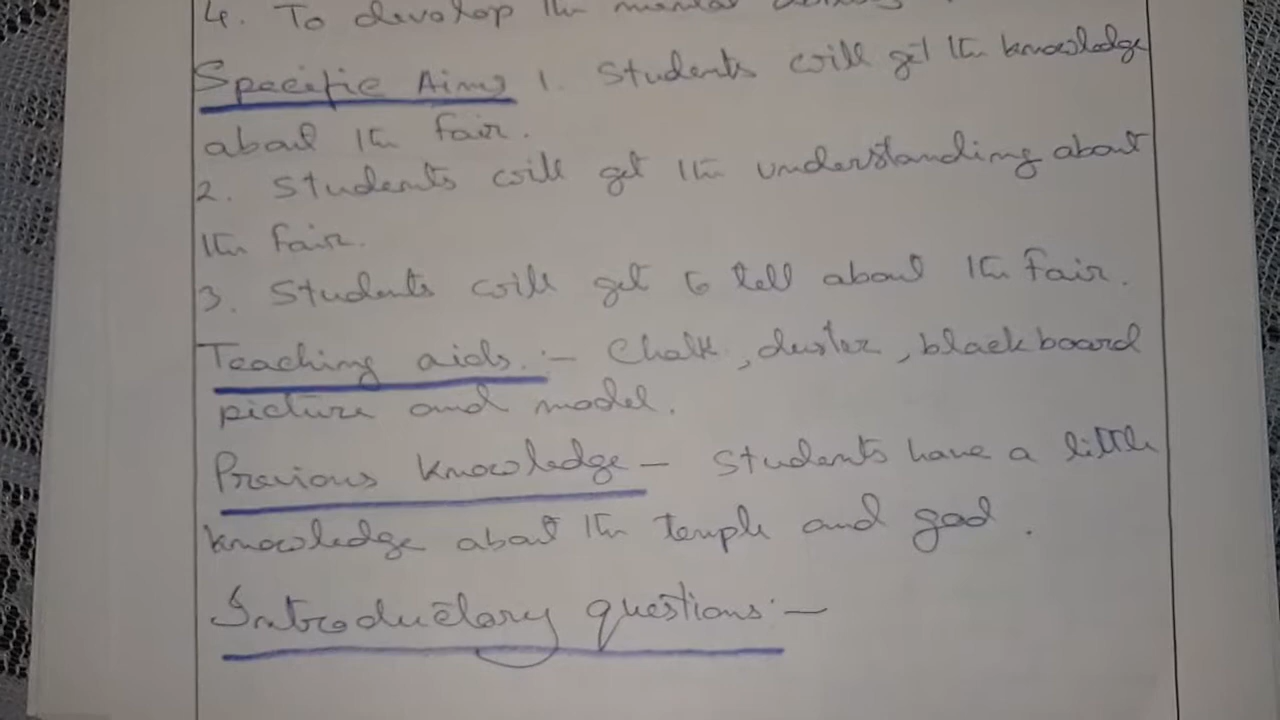 4. To develop the mental
Specific Aims 1. Students will get the knowledge
about the fair.
2. Students will get the understanding about
the fair.
3. Students will get to tell about the fair.
Teaching aids :- Chalk, duster, blackboard
picture and model.
Previous knowledge - Students have a little
knowledge about the temple and god.
Introductory questions:-